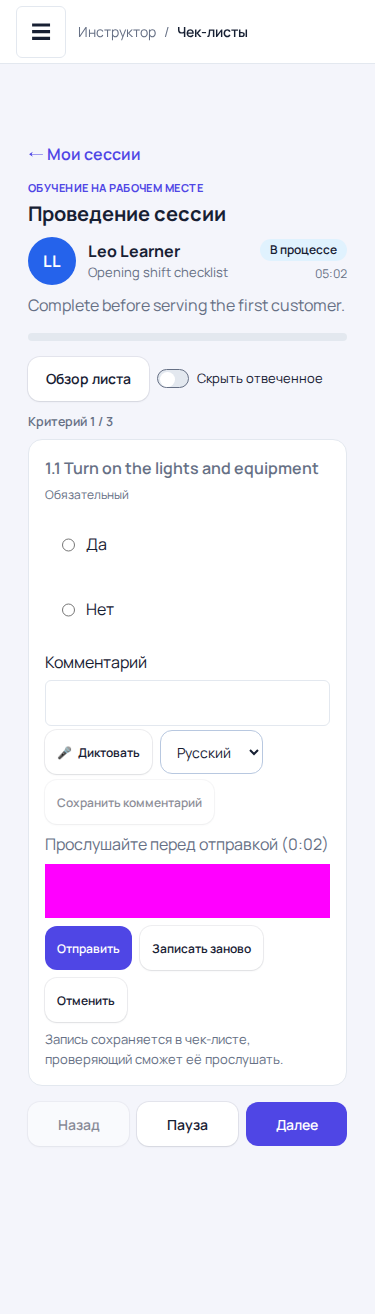 Инструктор / Чек-листы
← Мои сессии
ОБУЧЕНИЕ НА РАБОЧЕМ МЕСТЕ
Проведение сессии
LL
Leo Learner
Opening shift checklist
В процессе
05:02
Complete before serving the first customer.
Обзор листа
Скрыть отвеченное
Критерий 1 / 3
1.1 Turn on the lights and equipment
Обязательный
Да
Нет
Комментарий
Диктовать
Русский
Сохранить комментарий
Прослушайте перед отправкой (0:02)
Отправить
Записать заново
Отменить
Запись сохраняется в чек-листе,
проверяющий сможет её прослушать.
Назад
Пауза
Далее